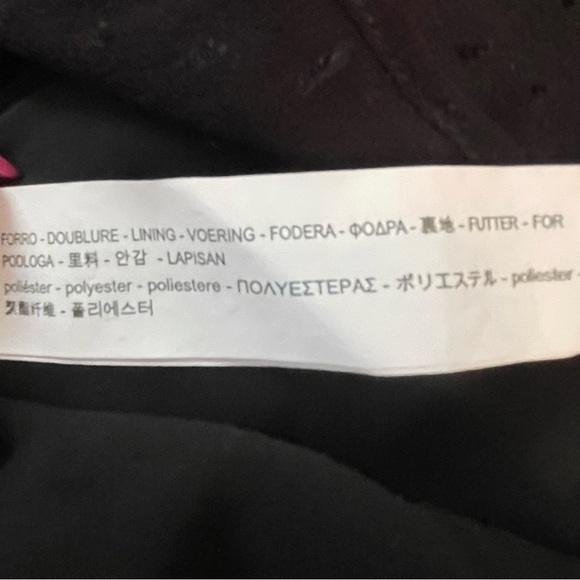 FORRO - DOUBLURE - LINING - VOERING - FODERA - ΦΟΔΡΑ - 裏地 - FUTTER - FOR
PODLOGA - 里料 - 안감 - LAPISAN
poliéster - polyester - poliestere - ΠΟΛΥΕΣΤΕΡΑΣ - ポリエステル - poliester -
聚酯纤维 - 폴리에스터